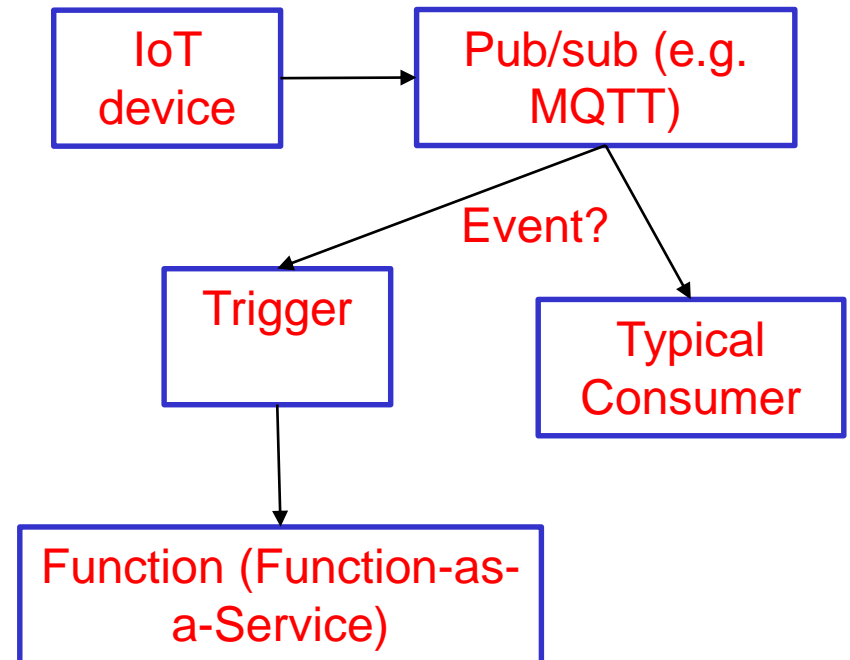 IoT
device
Pub/sub (e.g.
MQTT)
Event?
Trigger
Typical
Consumer
Function (Function-as-
a-Service)